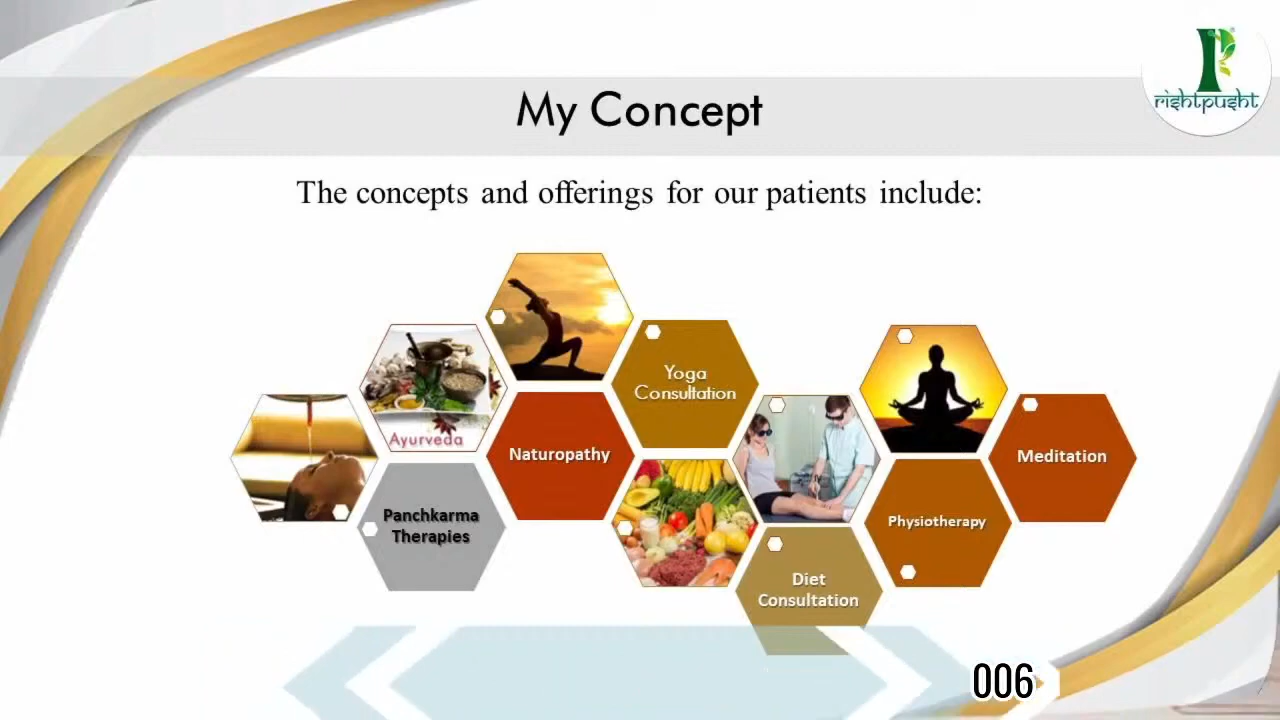 My Concept
rishtpusht
The concepts and offerings for our patients include:
Ayurveda
Panchkarma
Therapies
Naturopathy
Yoga
Consultation
Diet
Consultation
Physiotherapy
Meditation
006